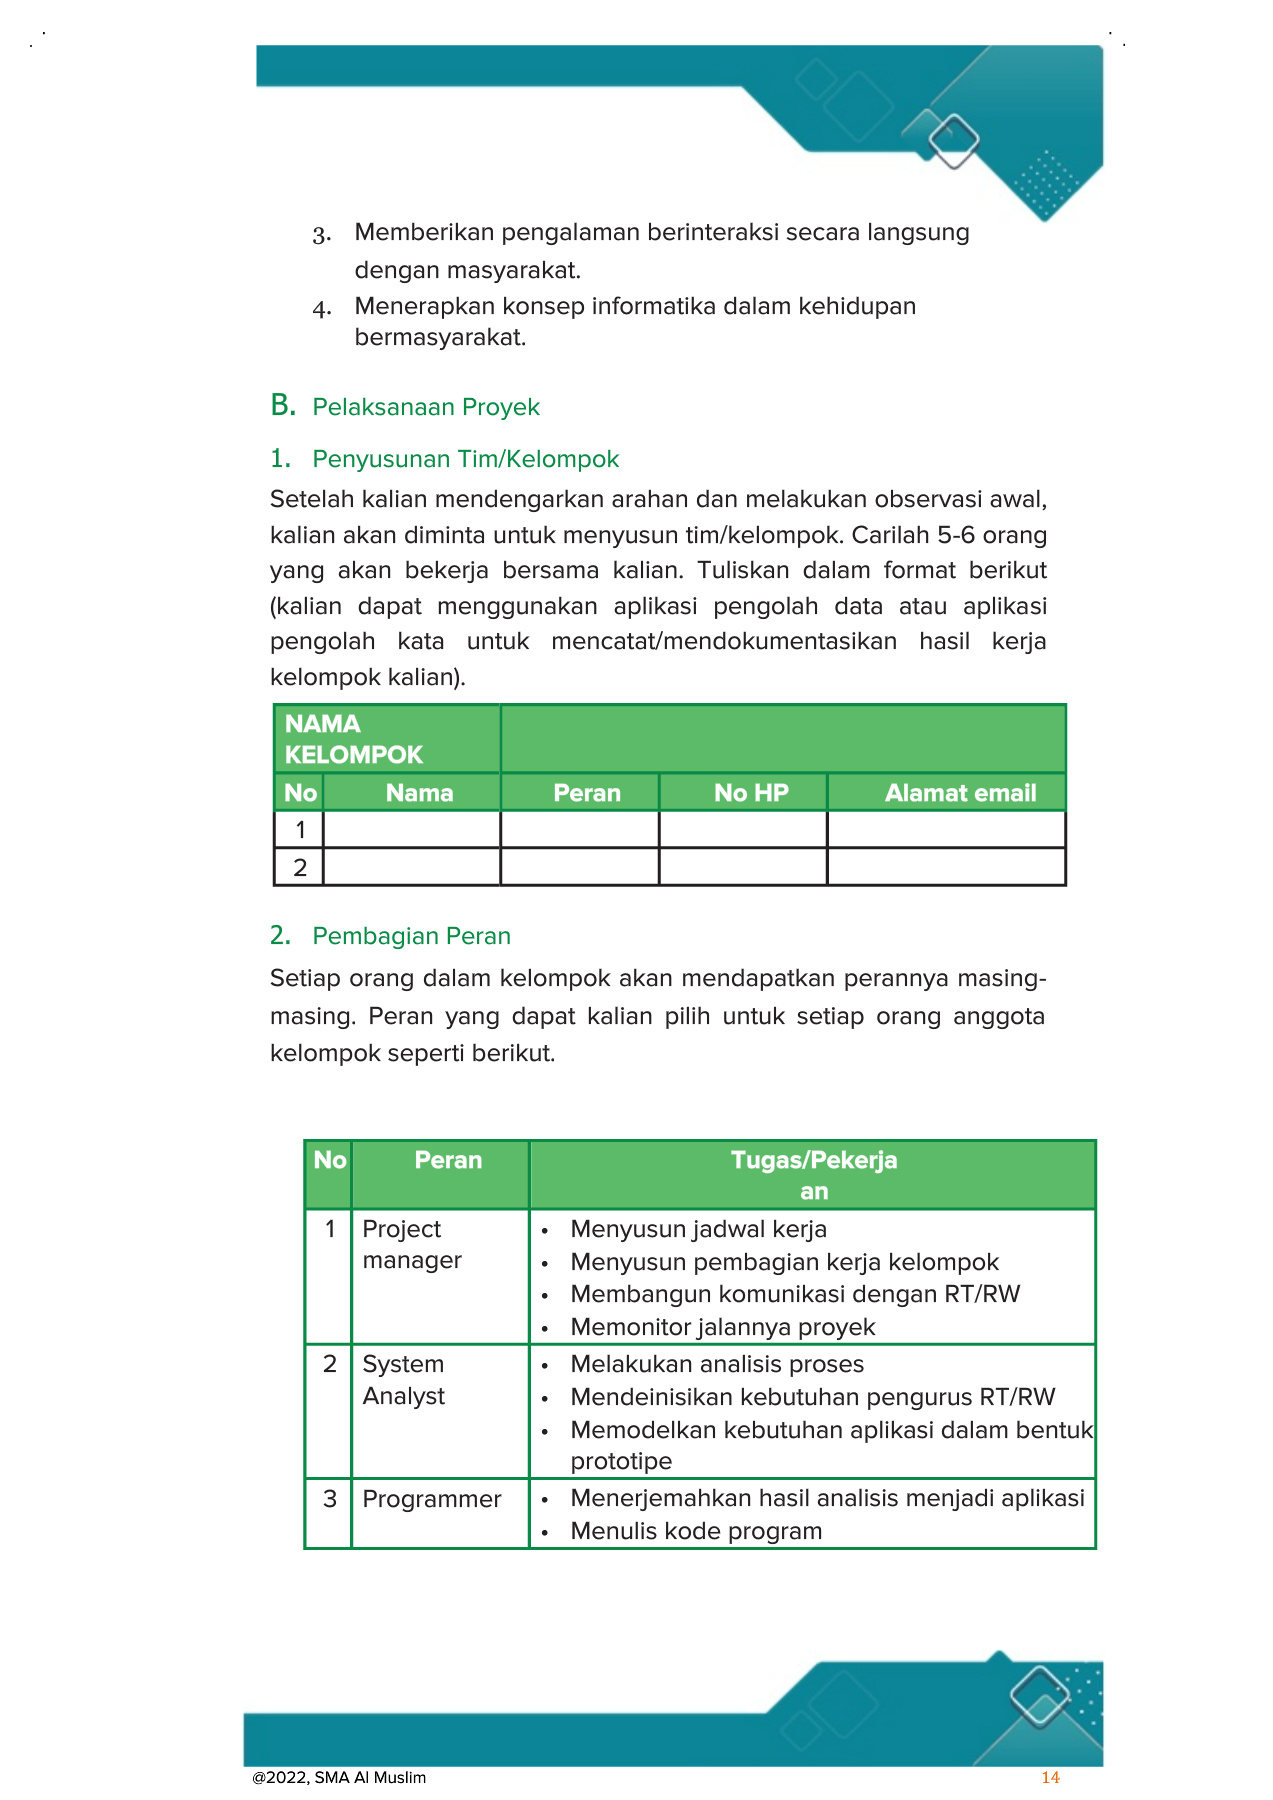 3. Memberikan pengalaman berinteraksi secara langsung
dengan masyarakat.
4. Menerapkan konsep informatika dalam kehidupan
bermasyarakat.
B. Pelaksanaan Proyek
1. Penyusunan Tim/Kelompok
Setelah kalian mendengarkan arahan dan melakukan observasi awal,
kalian akan diminta untuk menyusun tim/kelompok. Carilah 5-6 orang
yang akan bekerja bersama kalian. Tuliskan dalam format berikut
(kalian dapat menggunakan aplikasi pengolah data atau aplikasi
pengolah kata untuk mencatat/mendokumentasikan hasil kerja
kelompok kalian).
NAMA
KELOMPOK
No Nama Peran No HP Alamat email
1
2
2. Pembagian Peran
Setiap orang dalam kelompok akan mendapatkan perannya masing-
masing. Peran yang dapat kalian pilih untuk setiap orang anggota
kelompok seperti berikut.
No Peran Tugas/Pekerja
an
1 Project • Menyusun jadwal kerja
manager • Menyusun pembagian kerja kelompok
• Membangun komunikasi dengan RT/RW
• Memonitor jalannya proyek
2 System • Melakukan analisis proses
Analyst • Mendeinisikan kebutuhan pengurus RT/RW
• Memodelkan kebutuhan aplikasi dalam bentuk
prototipe
3 Programmer • Menerjemahkan hasil analisis menjadi aplikasi
• Menulis kode program
@2022, SMA Al Muslim 14